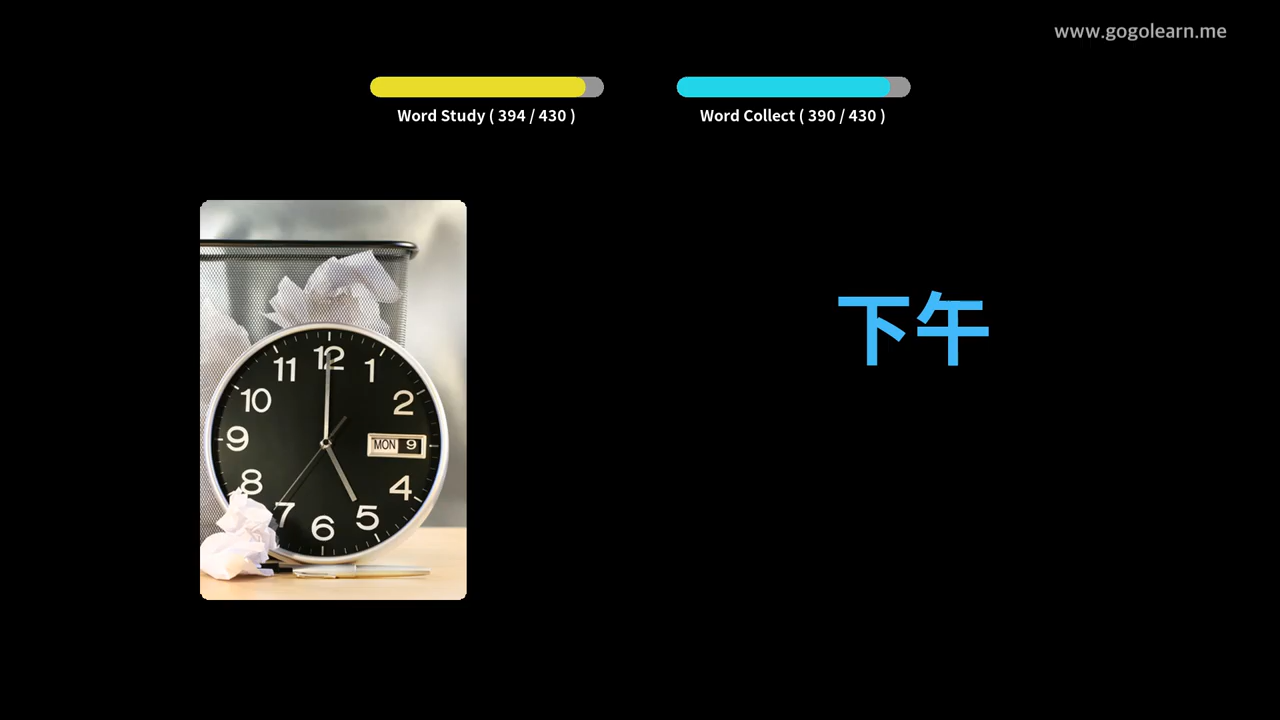 www.gogolearn.me
Word Study ( 394 / 430 )
Word Collect ( 390 / 430 )
下午
12
1
2
MON 9
4
5
6
7
8
9
10
11